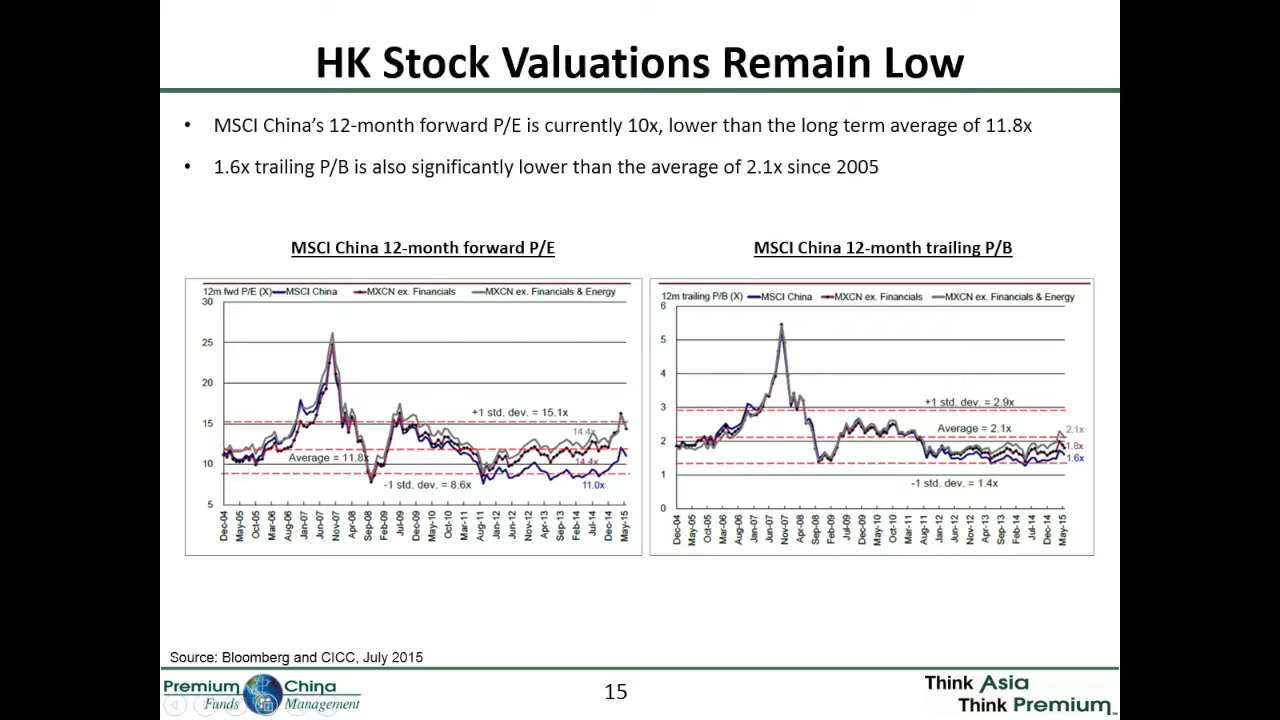 HK Stock Valuations Remain Low
• MSCI China’s 12-month forward P/E is currently 10x, lower than the long term average of 11.8x
• 1.6x trailing P/B is also significantly lower than the average of 2.1x since 2005
MSCI China 12-month forward P/E
12m fwd P/E (X) MSCI China MXCN ex. Financials MXCN ex. Financials & Energy
30
25
20
15
10
5
+1 std. dev. = 15.1x
14.4x
Average = 11.8x
14.4x
-1 std. dev. = 8.6x
11.0x
Dec-04 May-05 Oct-05 Mar-06 Aug-06 Jan-07 Jun-07 Nov-07 Apr-08 Sep-08 Feb-09 Jul-09 Dec-09 May-10 Oct-10 Mar-11 Aug-11 Jan-12 Jun-12 Nov-12 Apr-13 Sep-13 Feb-14 Jul-14 Dec-14 May-15
MSCI China 12-month trailing P/B
12m trailing P/B (X) MSCI China MXCN ex. Financials MXCN ex. Financials & Energy
6
5
4
3
2
1
0
+1 std. dev. = 2.9x
Average = 2.1x
2.1x
1.8x
1.6x
-1 std. dev. = 1.4x
Dec-04 May-05 Oct-05 Mar-06 Aug-06 Jan-07 Jun-07 Nov-07 Apr-08 Sep-08 Feb-09 Jul-09 Dec-09 May-10 Oct-10 Mar-11 Aug-11 Jan-12 Jun-12 Nov-12 Apr-13 Sep-13 Feb-14 Jul-14 Dec-14 May-15
Source: Bloomberg and CICC, July 2015
Premium China
Funds Management
15
Think Asia
Think Premium™